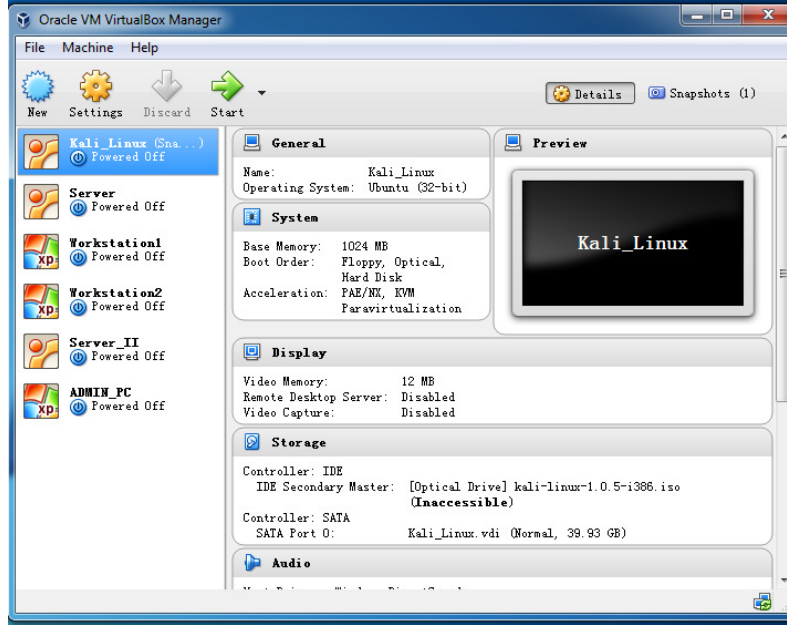 Oracle VM VirtualBox Manager
File Machine Help
New Settings Discard Start Details Snapshots (1)
Kali_Linux (Sna...)
Powered Off
Server
Powered Off
xp
Workstation1
Powered Off
xp
Workstation2
Powered Off
Server_II
Powered Off
xp
ADMIN_PC
Powered Off
General
Name: Kali_Linux
Operating System: Ubuntu (32-bit)
System
Base Memory: 1024 MB
Boot Order: Floppy, Optical,
Hard Disk
Acceleration: PAE/NX, KVM
Paravirtualization
Preview
Kali_Linux
Display
Video Memory: 12 MB
Remote Desktop Server: Disabled
Video Capture: Disabled
Storage
Controller: IDE
IDE Secondary Master: [Optical Drive] kali-linux-1.0.5-i386.iso
(Inaccessible)
Controller: SATA
SATA Port 0: Kali_Linux.vdi (Normal, 39.93 GB)
Audio